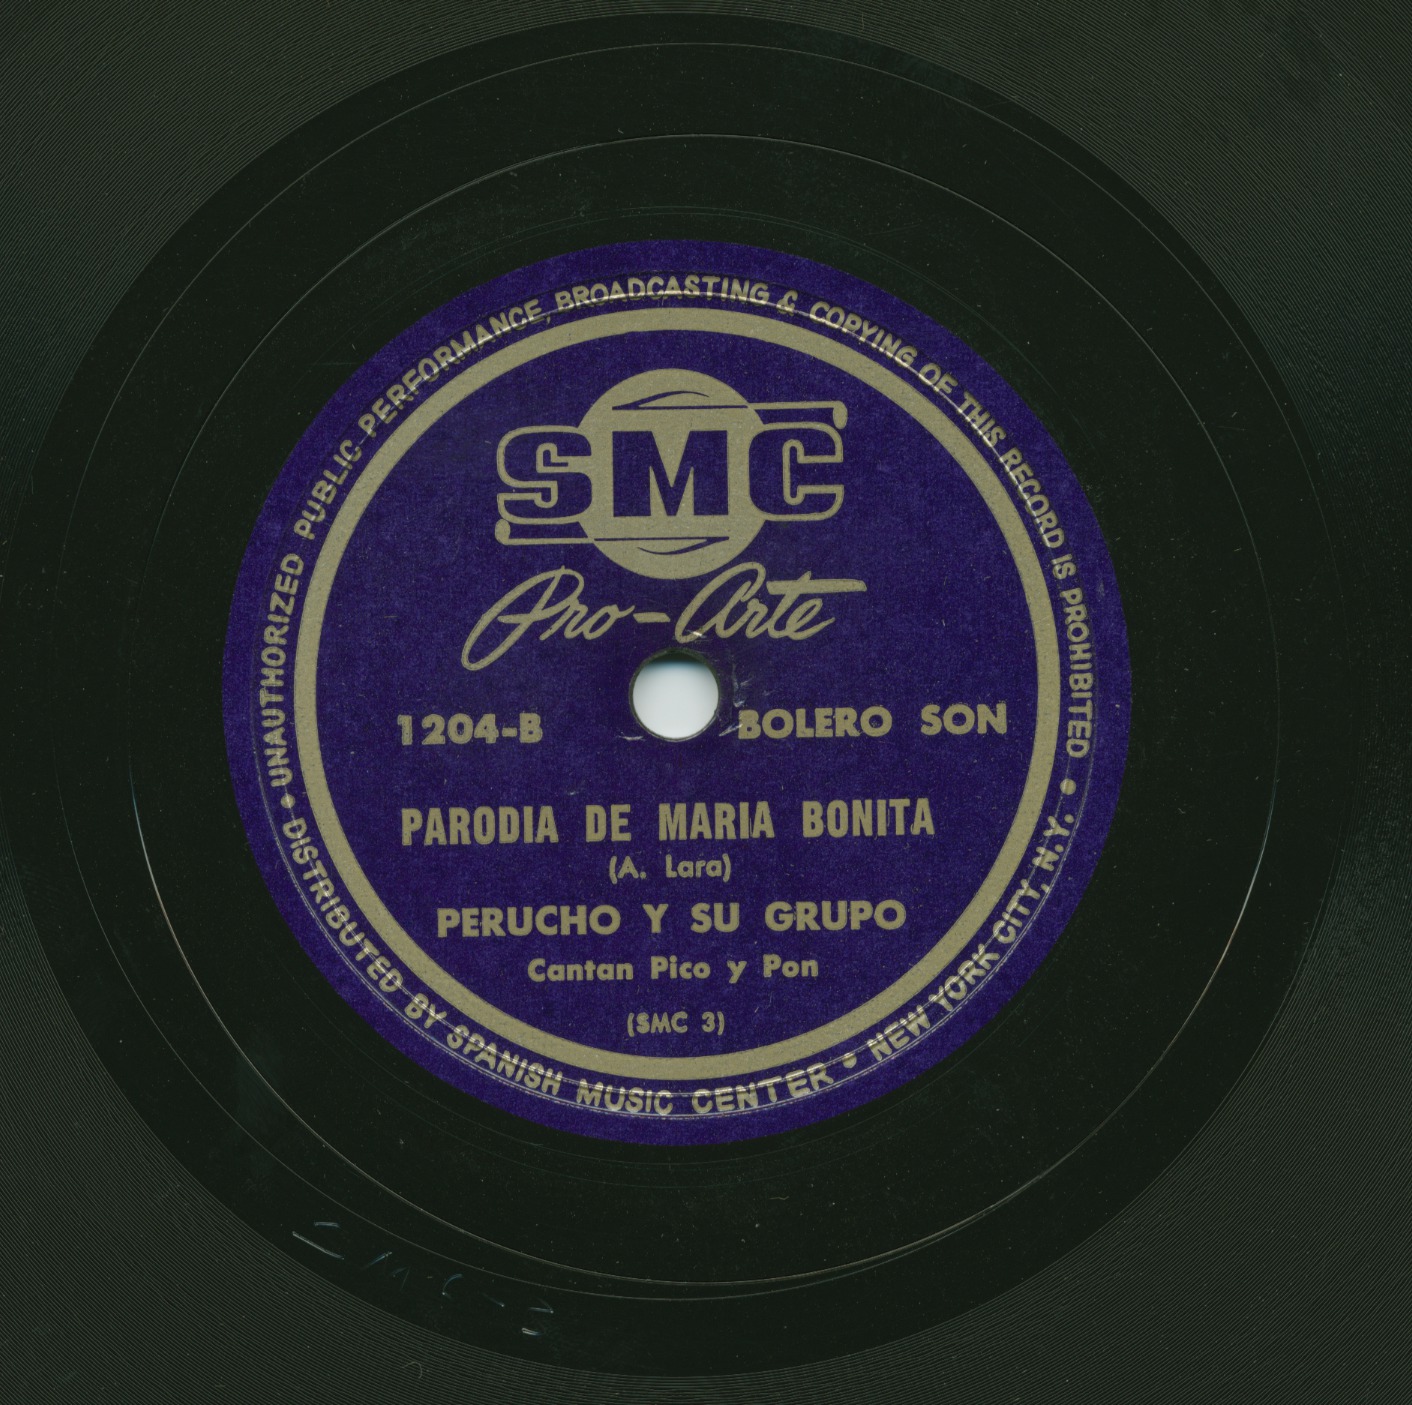 UNAUTHORIZED PUBLIC PERFORMANCE, BROADCASTING & COPYING OF THIS RECORD IS PROHIBITED
SMC
Pro-Arte
1204-B BOLERO SON
PARODIA DE MARIA BONITA
(A. Lara)
PERUCHO Y SU GRUPO
Cantan Pico y Pon
(SMC 3)
• DISTRIBUTED BY SPANISH MUSIC CENTER • NEW YORK CITY, N.Y. •